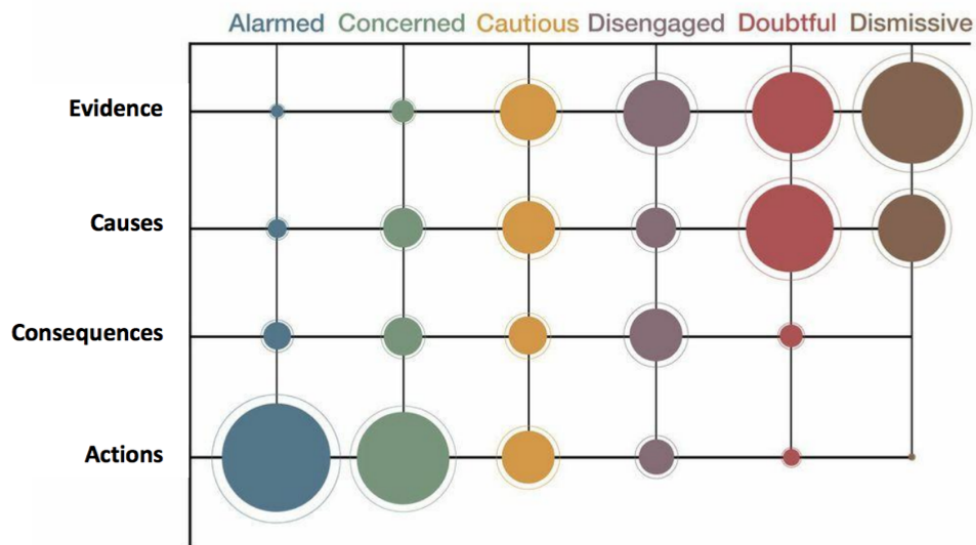 Alarmed Concerned Cautious Disengaged Doubtful Dismissive
Evidence
Causes
Consequences
Actions